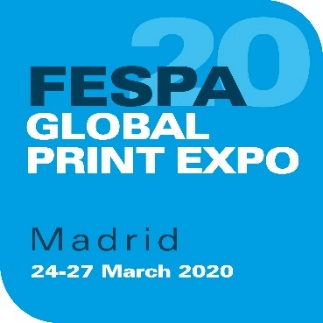 20
FESPA
GLOBAL
PRINT EXPO
Madrid
24-27 March 2020